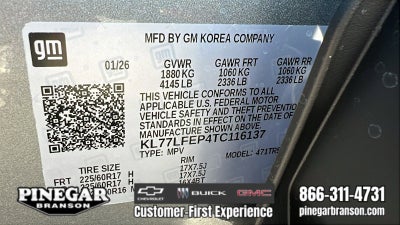 gm
MFD BY GM KOREA COMPANY
01/26 GVWR GAWR FRT GAWR RR
1880 KG 1060 KG 1060 KG
4145 LB 2336 LB 2336 LB
THIS VEHICLE CONFORMS TO ALL
APPLICABLE U.S. FEDERAL MOTOR
VEHICLE SAFETY AND THEFT PREVENTION
STANDARDS IN EFFECT ON THE DATE OF
MANUFACTURE SHOWN ABOVE.
KL77LFEP4TC116137
TYPE: MPV MODEL:
TIRE SIZE RIM
FRT 225/60R17 17X7.5J
225/60R17 17X7.5J
16X4BT
PINEGAR
BRANSON
CHEVROLET BUICK GMC
Customer-First Experience
866-311-4731
pinegarbranson.com